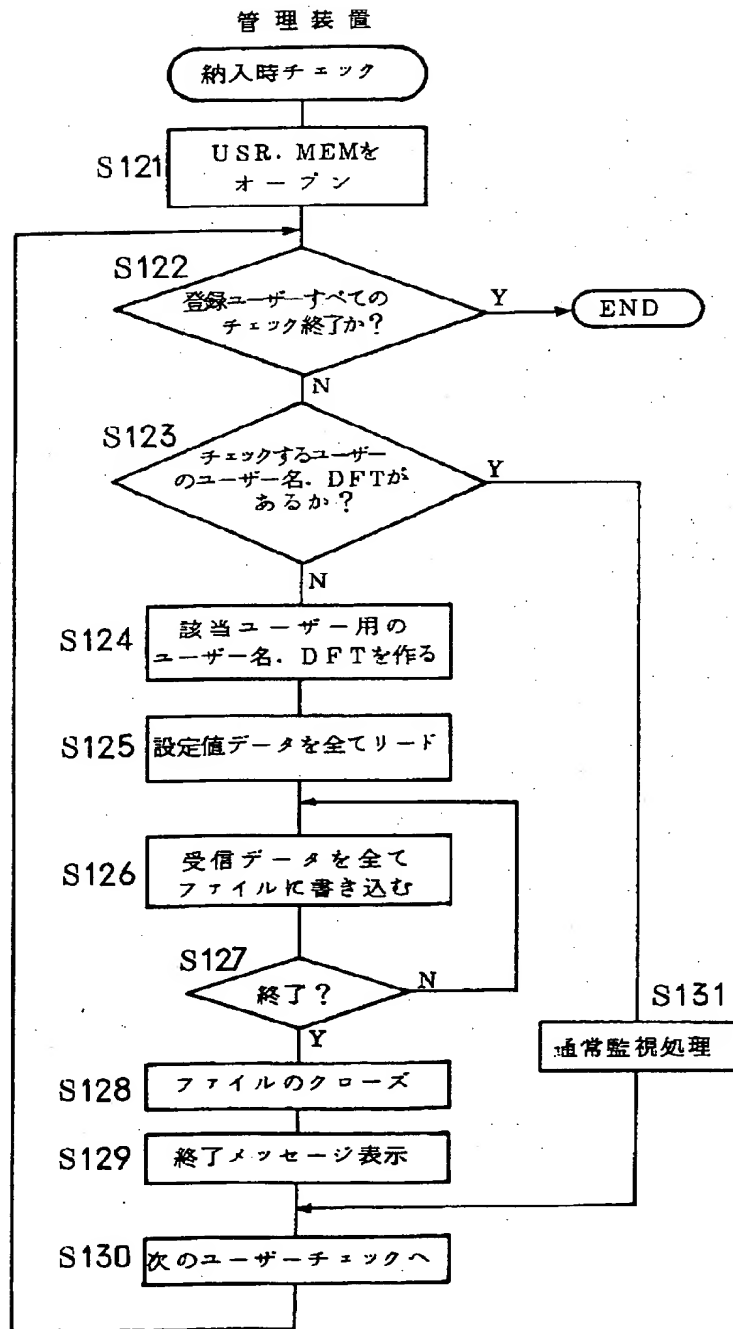 管理装置
納入時チェック
S121
USR.MEMを
オープン
S122
登録ユーザーすべての
チェック終了か?
Y
END
N
S123
チェックするユーザー
のユーザー名.DFTが
あるか?
Y
N
S124
該当ユーザー用の
ユーザー名.DFTを作る
S125
設定値データを全てリード
S126
受信データを全て
ファイルに書き込む
S127
終了?
N
Y
S131
通常監視処理
S128
ファイルのクローズ
S129
終了メッセージ表示
S130
次のユーザーチェックへ